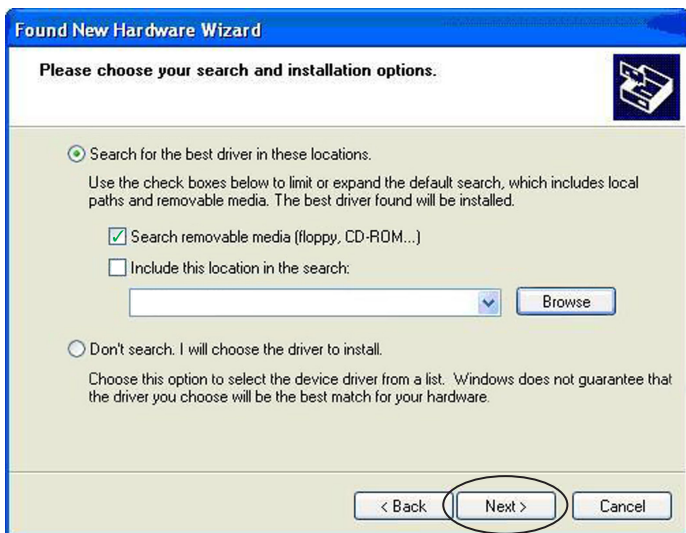 Found New Hardware Wizard
Please choose your search and installation options.
Search for the best driver in these locations.
Use the check boxes below to limit or expand the default search, which includes local
paths and removable media. The best driver found will be installed.
Search removable media (floppy, CD-ROM...)
Include this location in the search:
Browse
Don't search. I will choose the driver to install.
Choose this option to select the device driver from a list. Windows does not guarantee that
the driver you choose will be the best match for your hardware.
< Back Next > Cancel